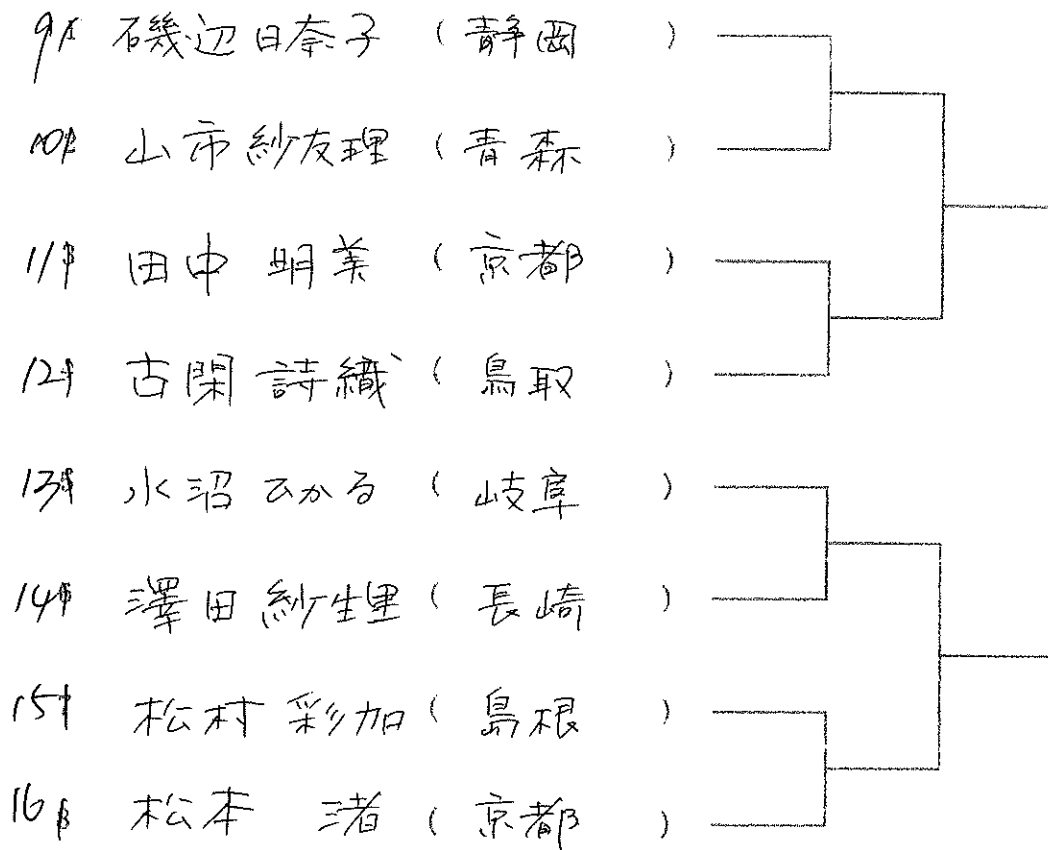 9 磯辺日奈子 (静岡)
10 山市紗友理 (青森)
11 田中 明美 (京都)
12 古閑 詩織 (鳥取)
13 水沼 ひかる (岐阜)
14 澤田 紗生里 (長崎)
15 松村 彩加 (島根)
16 松本 渚 (京都)